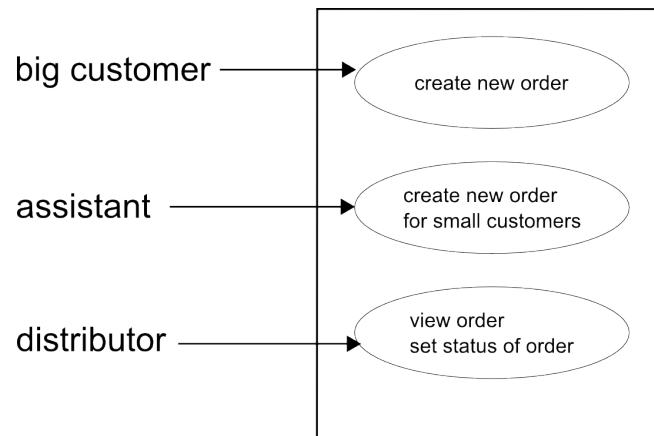 big customer
create new order
assistant
create new order
for small customers
distributor
view order
set status of order